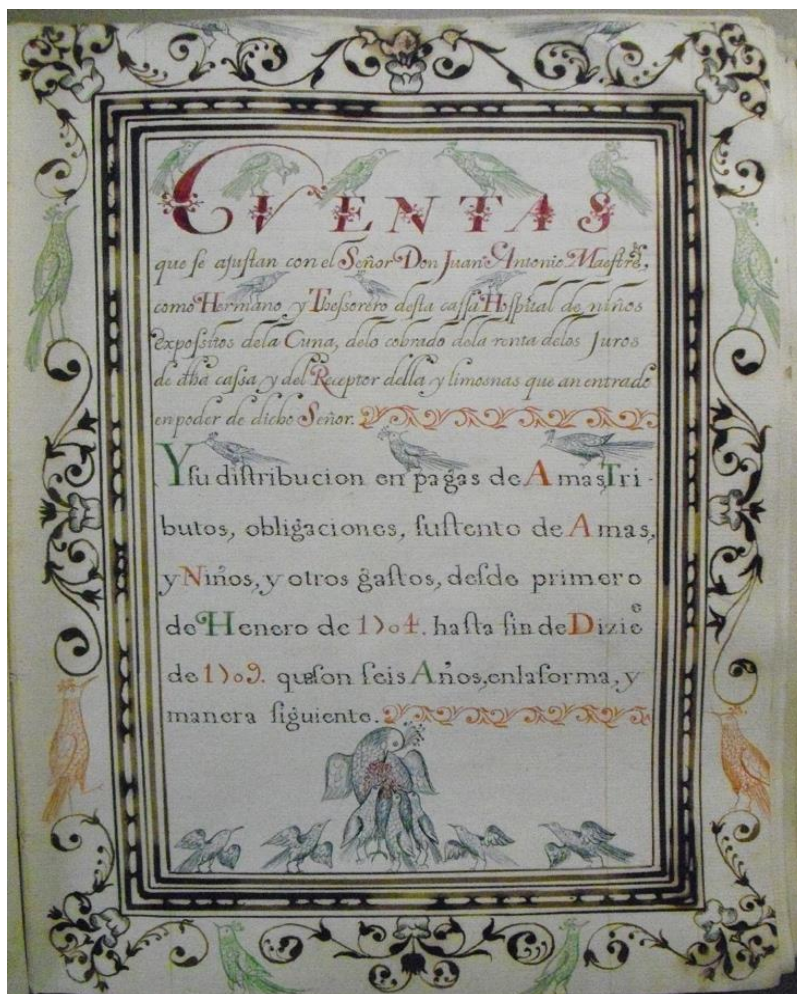 CVENTAS
que se ajustan con el Señor Don Juan Antonio Maestre,
como Hermano y Thessorero desta cassa Hospital de niños
expositos dela Cuna, delo cobrado dela renta delos Juros
de dha cassa y del Receptor della y limosnas que an entrado
en poder de dicho Señor.
Y su distribucion en pagas de Amas, Tri-
butos, obligaciones, sustento de Amas,
y Niños, y otros gastos, desde primero
de Henero de 1704. hasta fin de Dizie
de 1709. que son seis Años, en la forma, y
manera siguiente.